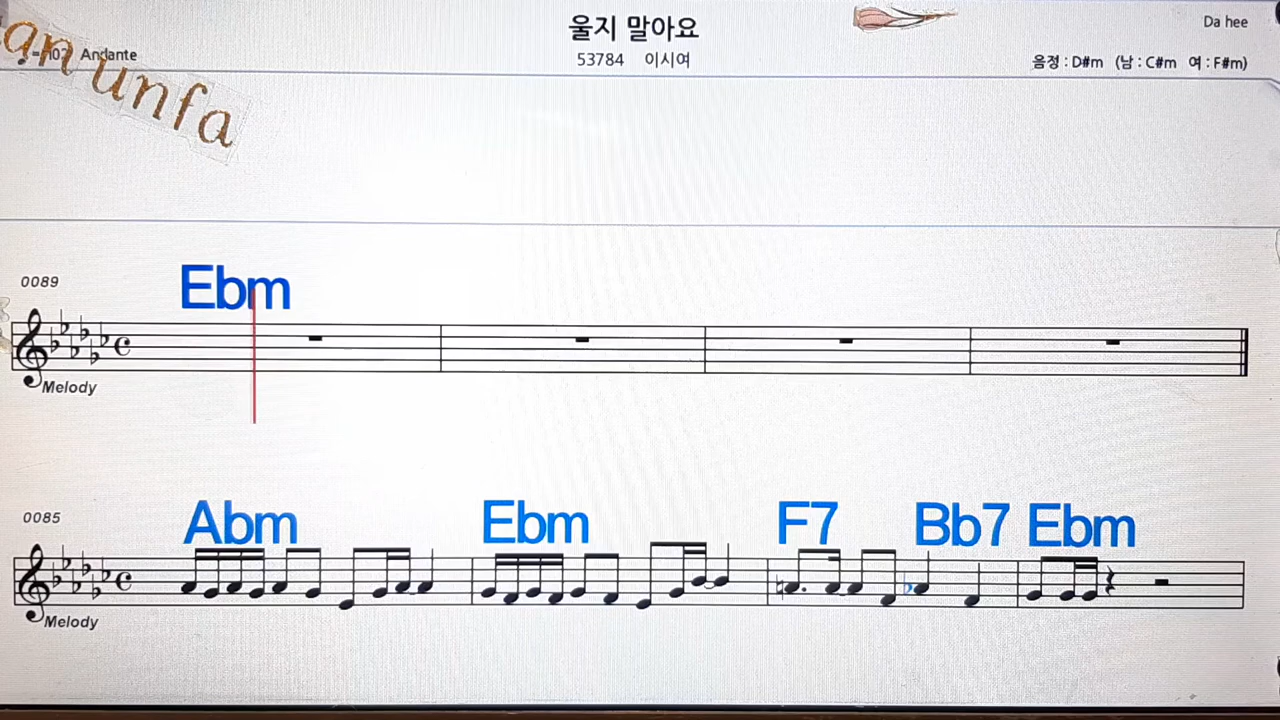 울지 말아요
Da hee
Andante
53784 이시여
음정 : D#m (남 : C#m 여 : F#m)
an unfa
0089
Ebm
Melody
0085
Abm Ebm F7 Bb7 Ebm
Melody